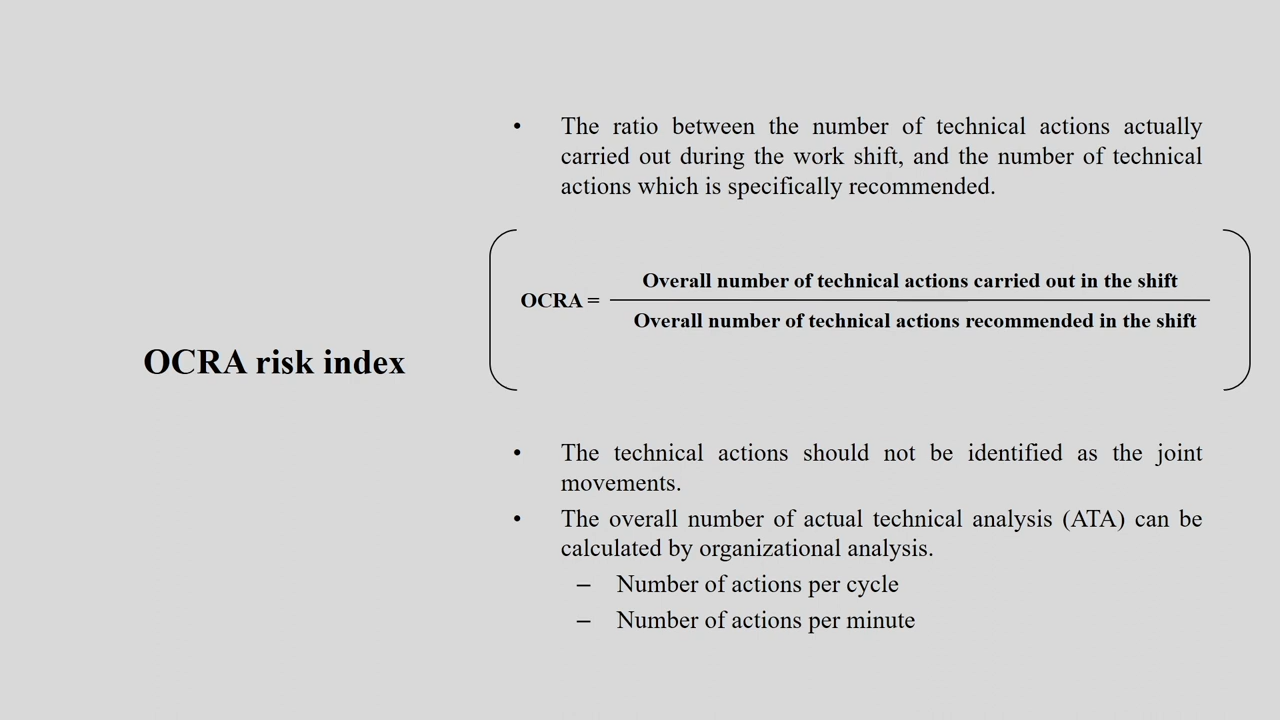 OCRA risk index
• The ratio between the number of technical actions actually
carried out during the work shift, and the number of technical
actions which is specifically recommended.
OCRA = Overall number of technical actions carried out in the shift
Overall number of technical actions recommended in the shift
• The technical actions should not be identified as the joint
movements.
• The overall number of actual technical analysis (ATA) can be
calculated by organizational analysis.
– Number of actions per cycle
– Number of actions per minute